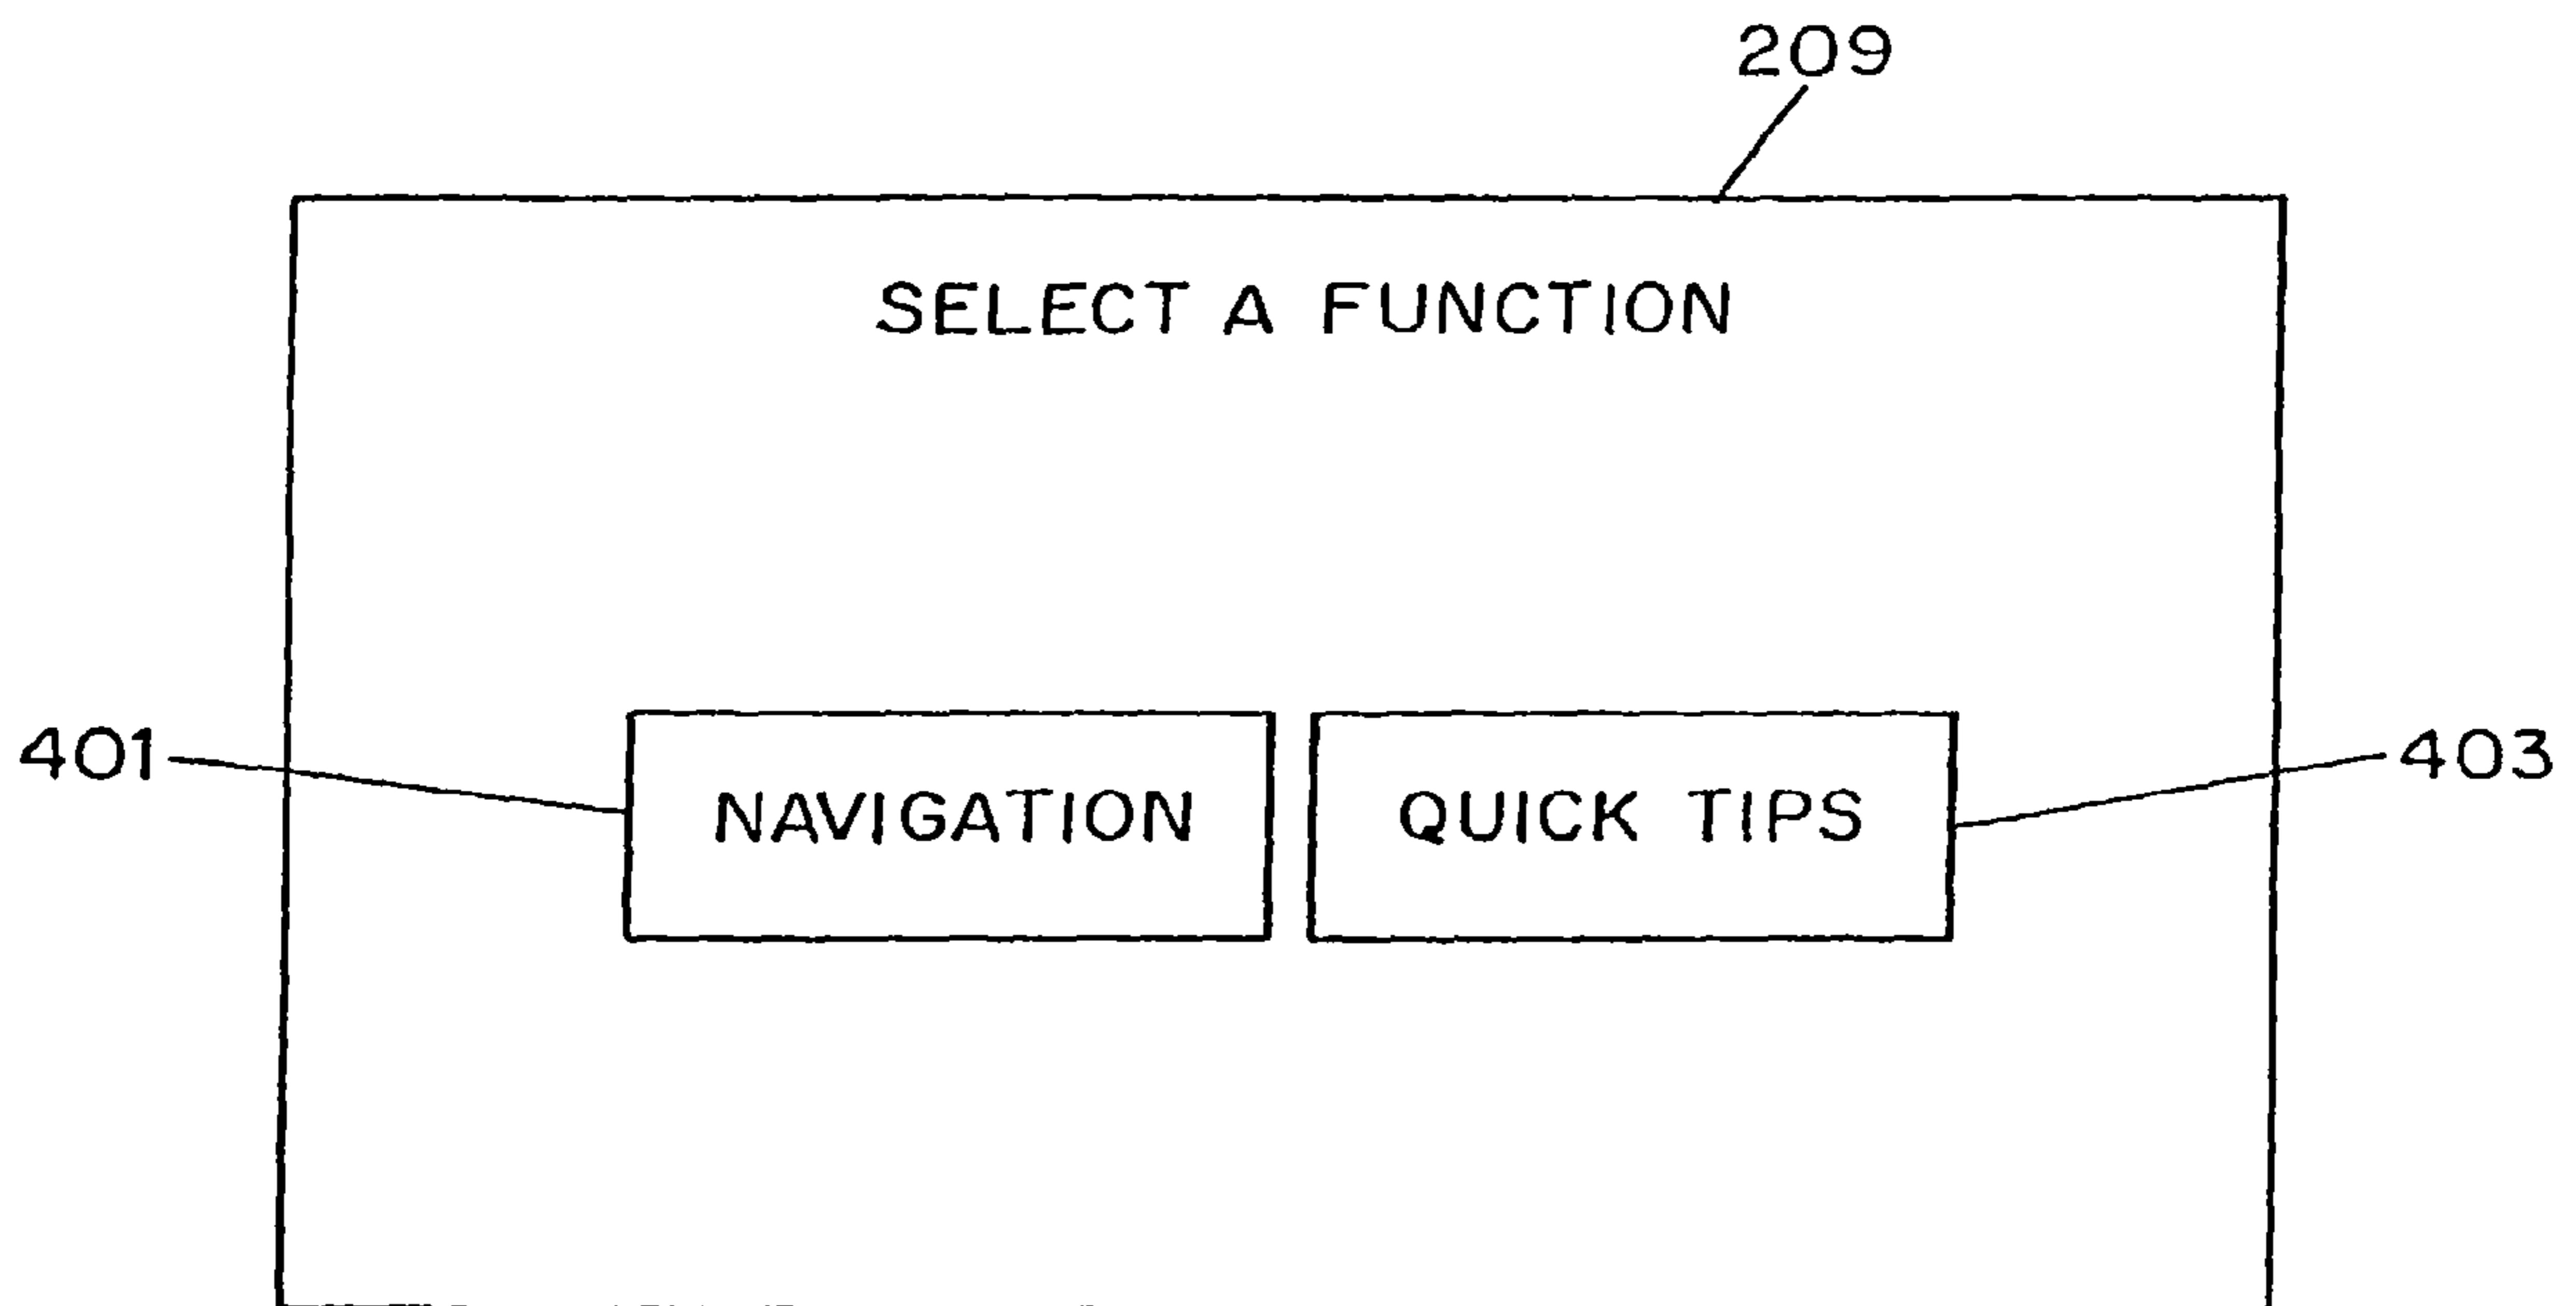 209
SELECT A FUNCTION
401
NAVIGATION
QUICK TIPS
403